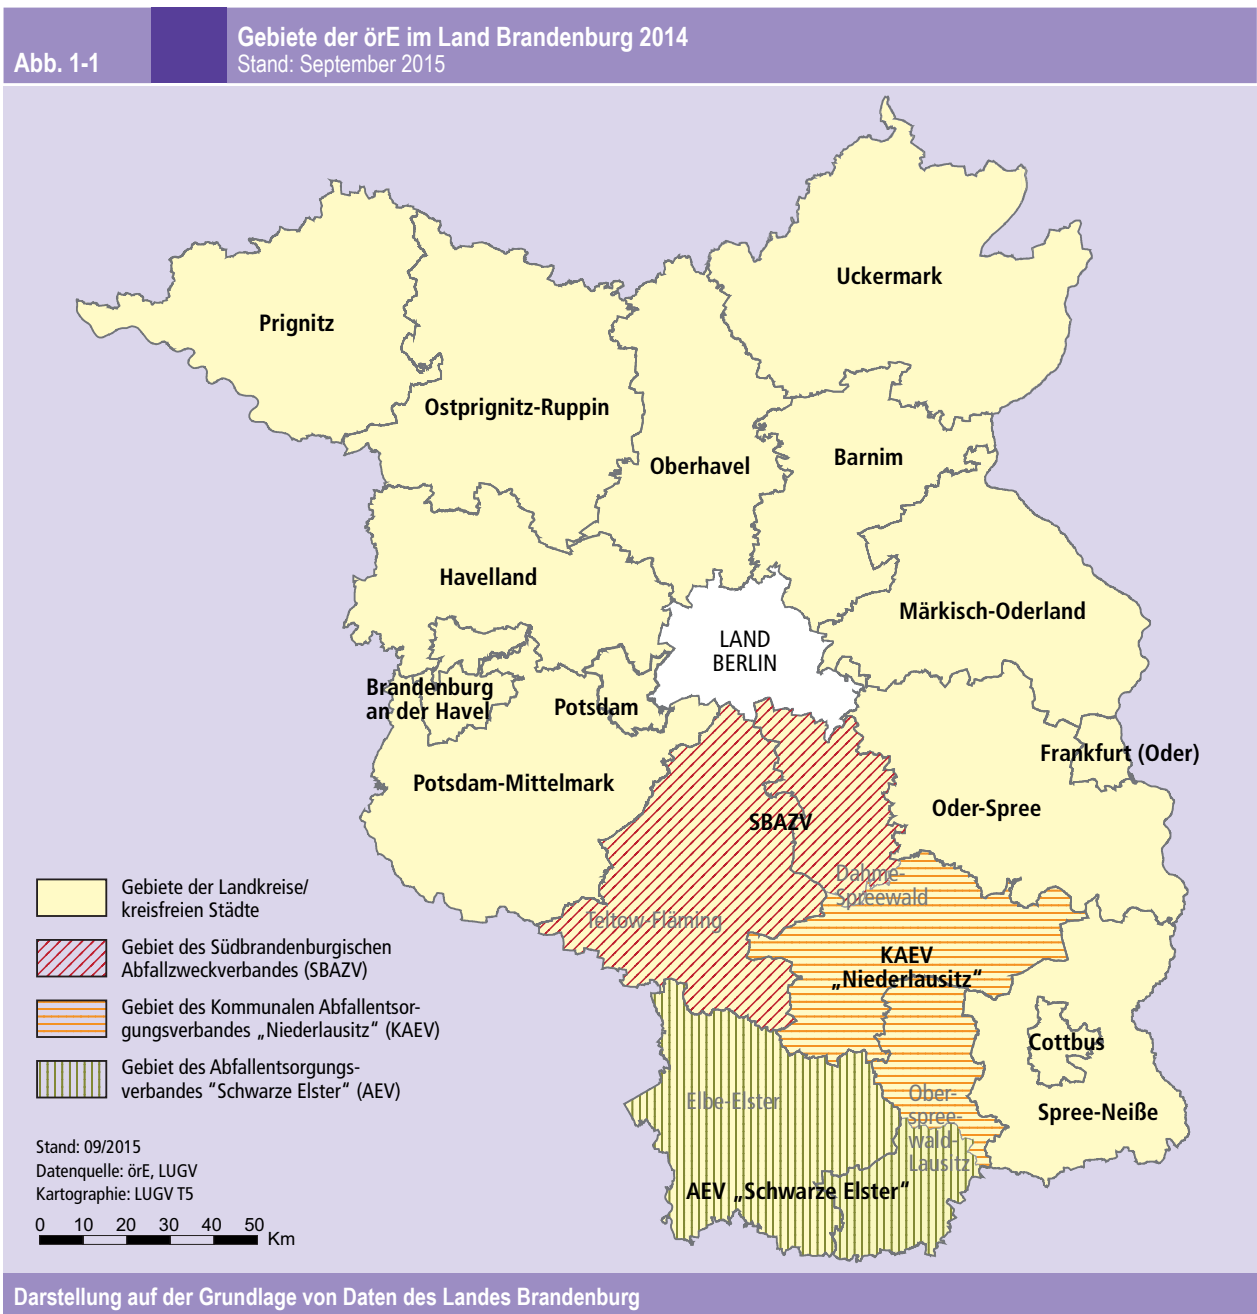 Abb. 1-1
Gebiete der örE im Land Brandenburg 2014
Stand: September 2015
Uckermark
Prignitz
Ostprignitz-Ruppin
Oberhavel
Barnim
Havelland
Märkisch-Oderland
LAND
BERLIN
Brandenburg
an der Havel
Potsdam
Frankfurt (Oder)
Potsdam-Mittelmark
Oder-Spree
SBAZV
Dahme-
Spreewald
Teltow-Fläming
KAEV
„Niederlausitz“
Cottbus
Elbe-Elster
Ober-
spree-
wald-
Lausitz
Spree-Neiße
AEV „Schwarze Elster“
Gebiete der Landkreise/
kreisfreien Städte
Gebiet des Südbrandenburgischen
Abfallzweckverbandes (SBAZV)
Gebiet des Kommunalen Abfallentsor-
gungsverbandes „Niederlausitz“ (KAEV)
Gebiet des Abfallentsorgungs-
verbandes “Schwarze Elster“ (AEV)
Stand: 09/2015
Datenquelle: örE, LUGV
Kartographie: LUGV T5
0 10 20 30 40 50
Km
Darstellung auf der Grundlage von Daten des Landes Brandenburg